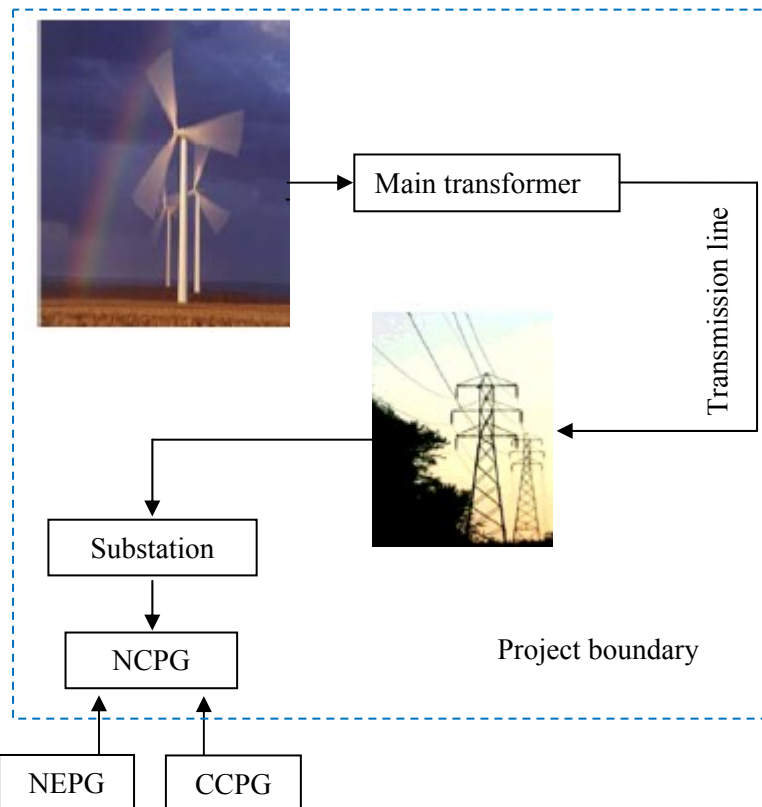 Main transformer
Transmission line
Substation
NCPG
Project boundary
NEPG
CCPG